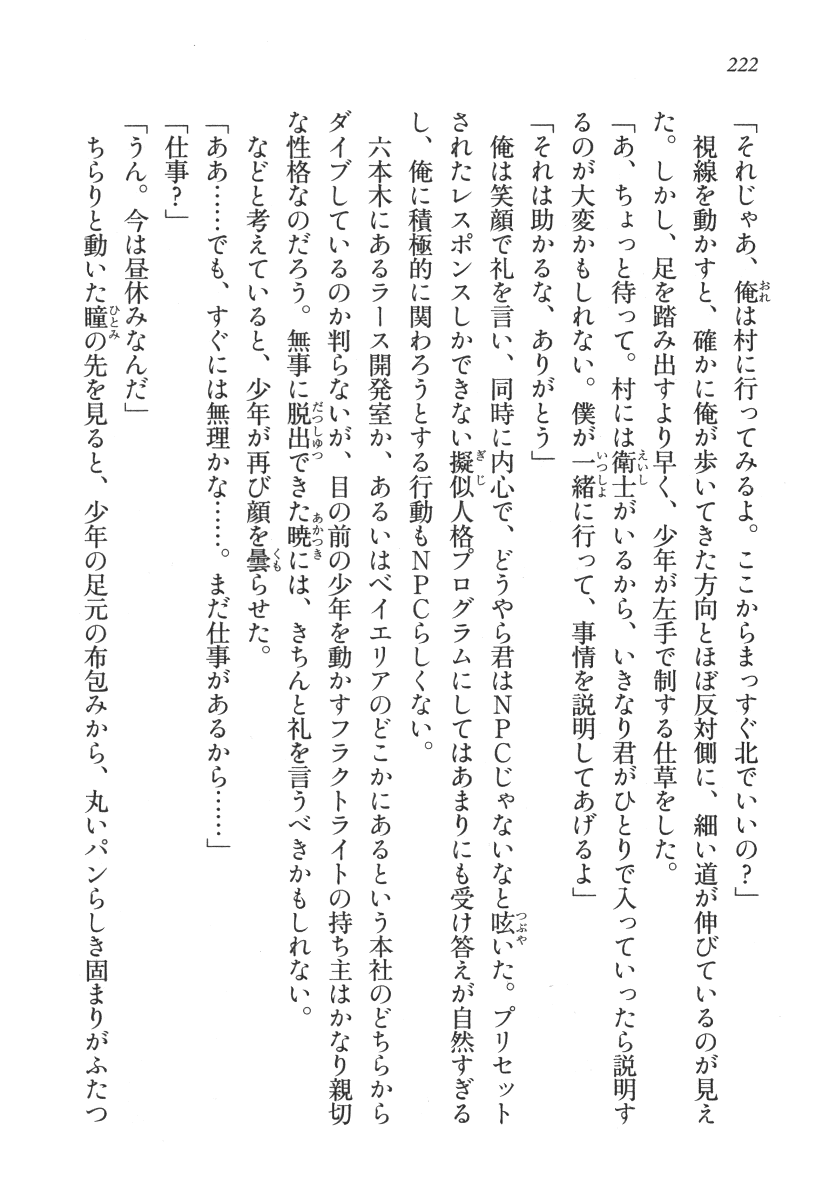 222
「それじゃあ、俺は村に行ってみるよ。ここからまっすぐ北でいいの？」
視線を動かすと、確かに俺が歩いてきた方向とほぼ反対側に、細い道が伸びているのが見え
た。しかし、足を踏み出すより早く、少年が左手で制する仕草をした。
「あ、ちょっと待って。村には衛士がいるから、いきなり君がひとりで入っていったら説明す
るのが大変かもしれない。僕が一緒に行って、事情を説明してあげるよ」
「それは助かるな、ありがとう」
俺は笑顔で礼を言い、同時に内心で、どうやら君はＮＰＣじゃないなと呟いた。プリセット
されたレスポンスしかできない擬似人格プログラムにしてはあまりにも受け答えが自然すぎる
し、俺に積極的に関わろうとする行動もＮＰＣらしくない。
六本木にあるラース開発室か、あるいはベイエリアのどこかにあるという本社のどちらから
ダイブしているのか判らないが、目の前の少年を動かすフラクトライトの持ち主はかなり親切
な性格なのだろう。無事に脱出できた暁には、きちんと礼を言うべきかもしれない。
などと考えていると、少年が再び顔を曇らせた。
「ああ……でも、すぐには無理かな……。まだ仕事があるから……」
「仕事？」
「うん。今は昼休みなんだ」
ちらりと動いた瞳の先を見ると、少年の足元の布包みから、丸いパンらしき固まりがふたつ